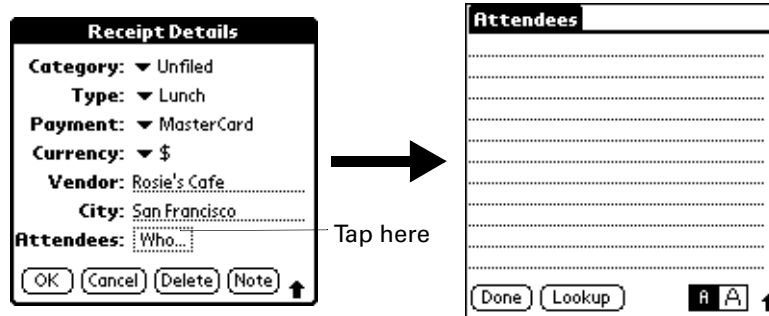 Receipt Details
Category: Unfiled
Type: Lunch
Payment: MasterCard
Currency: $
Vendor: Rosie's Cafe
City: San Francisco
Attendees: Who...
OK Cancel Delete Note
Tap here
Attendees
Done Lookup A A